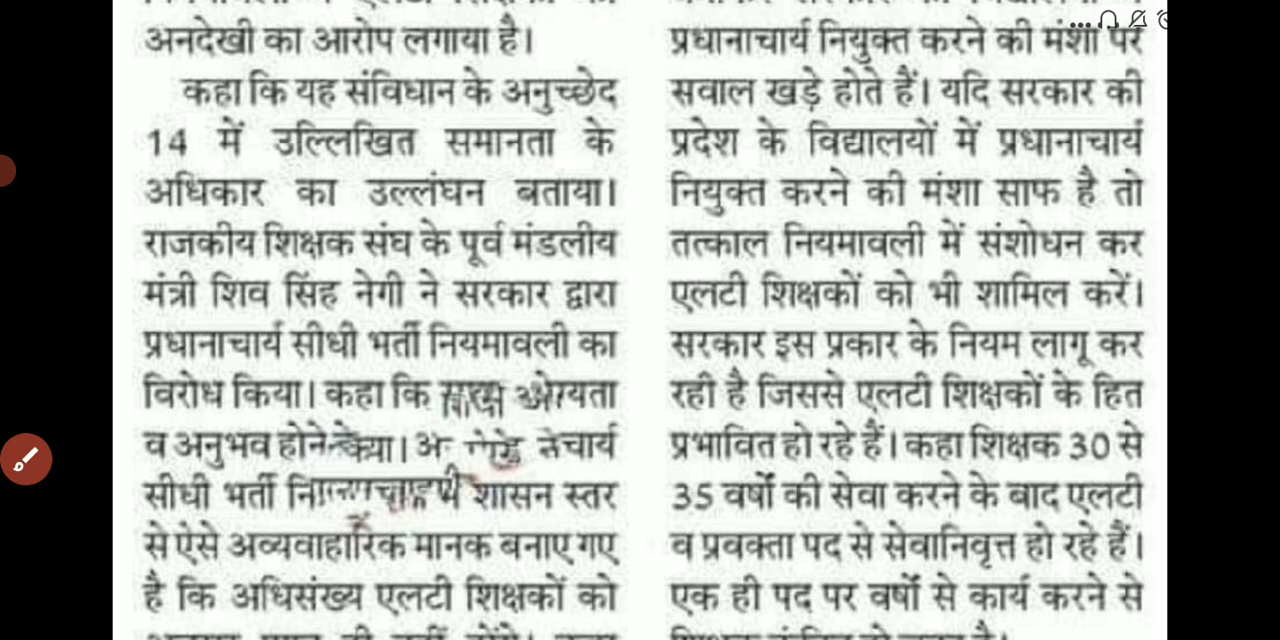 अनदेखी का आरोप लगाया है।
कहा कि यह संविधान के अनुच्छेद
14 में उल्लिखित समानता के
अधिकार का उल्लंघन बताया।
राजकीय शिक्षक संघ के पूर्व मंडलीय
मंत्री शिव सिंह नेगी ने सरकार द्वारा
प्रधानाचार्य सीधी भर्ती नियमावली का
विरोध किया। कहा कि
व अनुभव होने
सीधी भर्ती शासन स्तर
से ऐसे अव्यवाहारिक मानक बनाए गए
है कि अधिसंख्य एलटी शिक्षकों को
प्रधानाचार्य नियुक्त करने की मंशा पर
सवाल खड़े होते हैं। यदि सरकार की
प्रदेश के विद्यालयों में प्रधानाचार्य
नियुक्त करने की मंशा साफ है तो
तत्काल नियमावली में संशोधन कर
एलटी शिक्षकों को भी शामिल करें।
सरकार इस प्रकार के नियम लागू कर
रही है जिससे एलटी शिक्षकों के हित
प्रभावित हो रहे हैं। कहा शिक्षक 30 से
35 वर्षों की सेवा करने के बाद एलटी
व प्रवक्ता पद से सेवानिवृत्त हो रहे हैं।
एक ही पद पर वर्षों से कार्य करने से